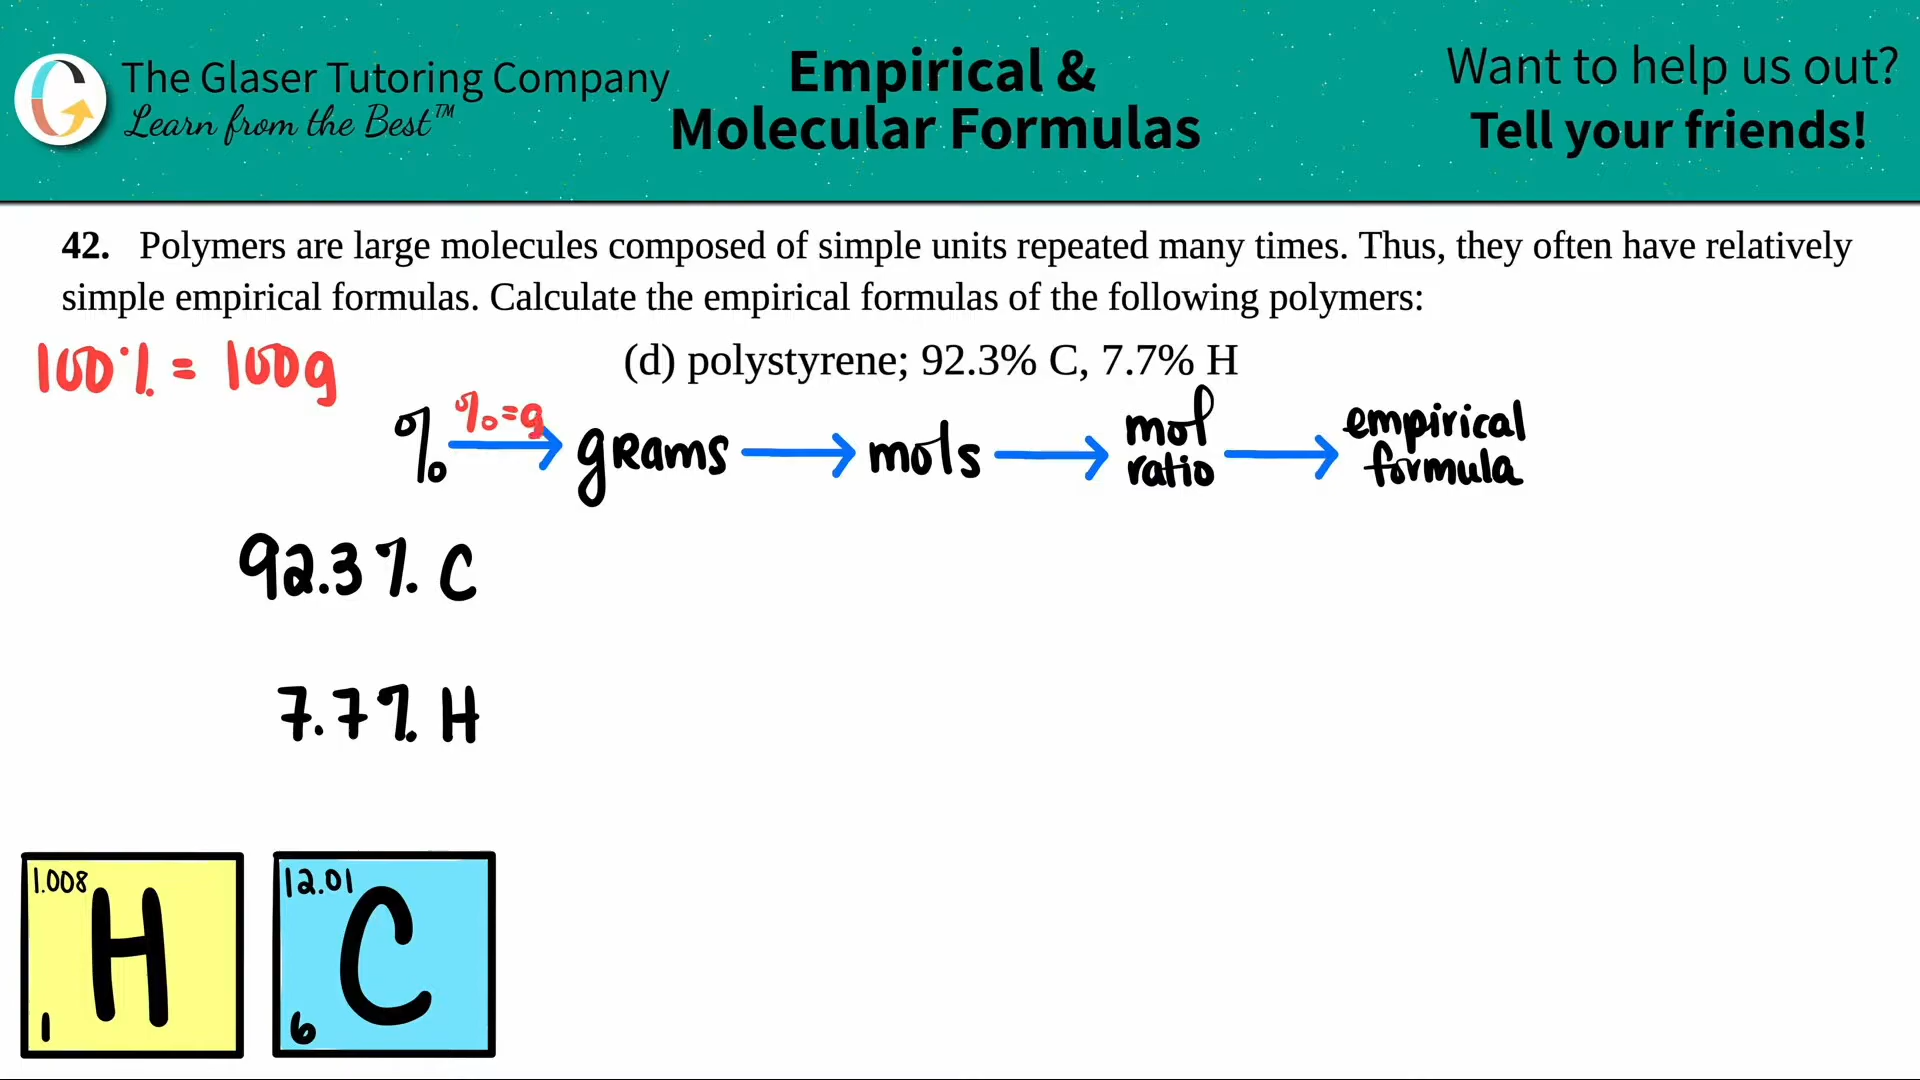 The Glaser Tutoring Company
Learn from the Best™
Empirical &
Molecular Formulas
Want to help us out?
Tell your friends!
42. Polymers are large molecules composed of simple units repeated many times. Thus, they often have relatively
simple empirical formulas. Calculate the empirical formulas of the following polymers:
100% = 100g
(d) polystyrene; 92.3% C, 7.7% H
% %=g → grams → mols → mol ratio → empirical formula
92.3% C
7.7% H
1.008
H
1
12.01
C
6